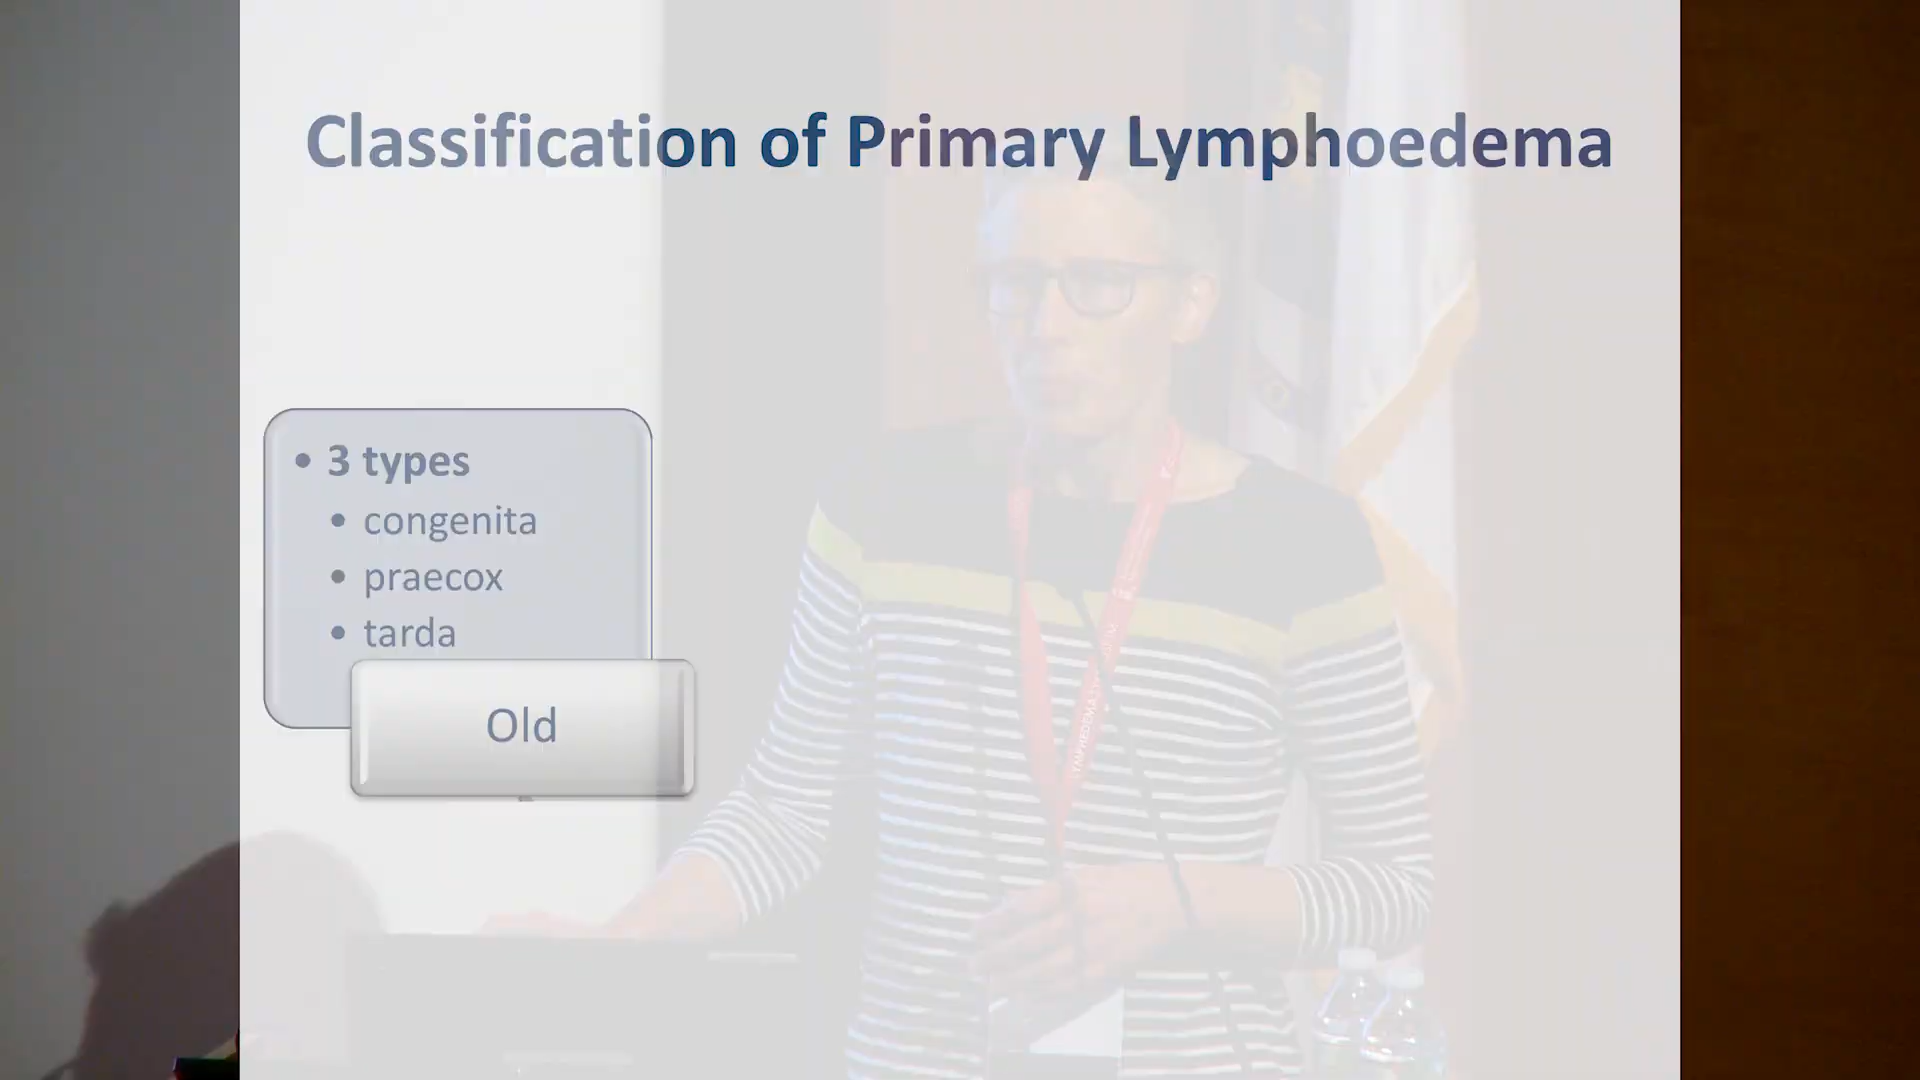 Classification of Primary Lymphoedema
• 3 types
• congenita
• praecox
• tarda
Old